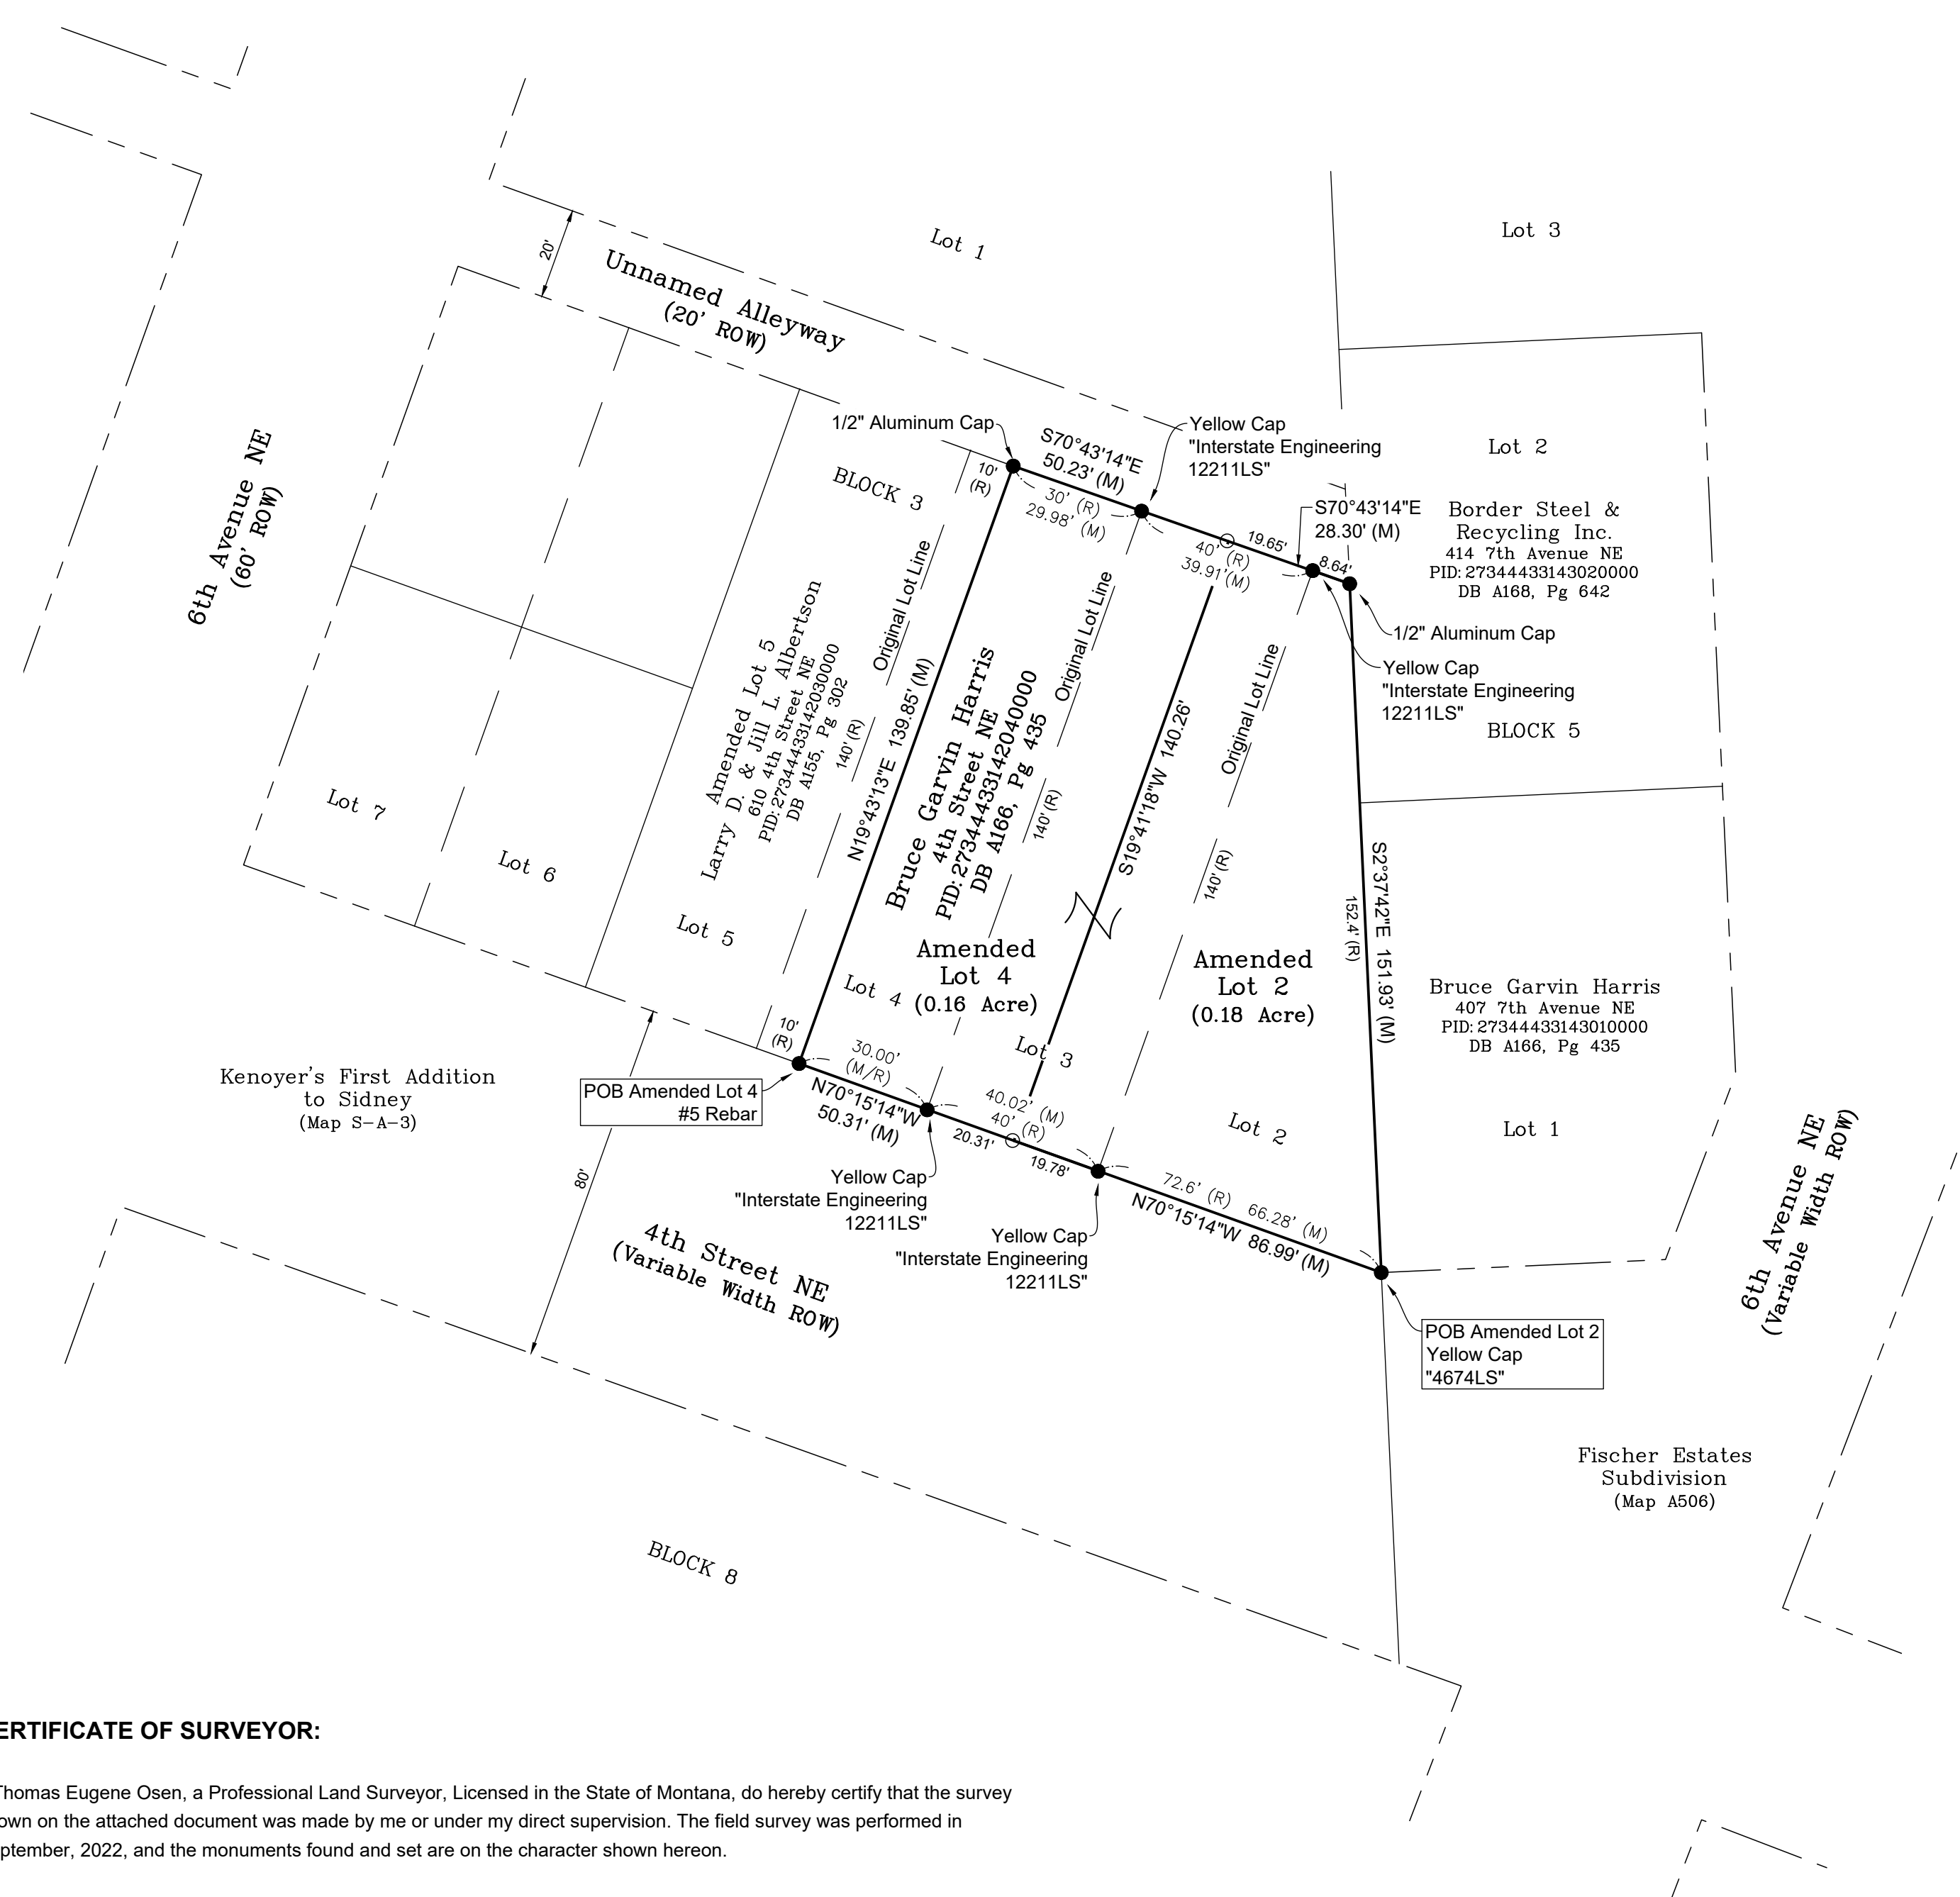 Lot 1
Lot 3
20'
Unnamed Alleyway
(20' ROW)
6th Avenue NE
(60' ROW)
1/2" Aluminum Cap
S70°43'14"E
50.23' (M)
Yellow Cap
"Interstate Engineering
12211LS"
Lot 2
10'
(R)
30' (R)
29.98' (M)
BLOCK 3
S70°43'14"E
28.30' (M)
Border Steel &
Recycling Inc.
414 7th Avenue NE
PID: 27344433143020000
DB A168, Pg 642
19.65'
40' (R)
39.91'(M)
8.64'
1/2" Aluminum Cap
Yellow Cap
"Interstate Engineering
12211LS"
BLOCK 5
Amended Lot 5
Larry D. & Jill L. Albertson
610 4th Street NE
PID: 27344433142030000
DB A155, Pg 302
140' (R)
Original Lot Line
N19°43'13"E 139.85' (M)
Bruce Garvin Harris
4th Street NE
PID: 27344433142040000
DB A166, Pg 435
Original Lot Line
140' (R)
S19°41'18"W 140.26'
Original Lot Line
140' (R)
S2°37'42"E 151.93' (M)
152.4' (R)
Lot 7
Lot 6
Lot 5
Lot 4
Amended
Lot 4
(0.16 Acre)
Amended
Lot 2
(0.18 Acre)
Bruce Garvin Harris
407 7th Avenue NE
PID: 27344433143010000
DB A166, Pg 435
10'
(R)
Lot 3
30.00'
(M/R)
Kenoyer's First Addition
to Sidney
(Map S-A-3)
POB Amended Lot 4
#5 Rebar
N70°15'14"W
50.31' (M)
40.02' (M)
40' (R)
20.31'
19.78'
Lot 2
Lot 1
80'
Yellow Cap
"Interstate Engineering
12211LS"
72.6' (R)
66.28' (M)
N70°15'14"W 86.99' (M)
Yellow Cap
"Interstate Engineering
12211LS"
4th Street NE
(Variable Width ROW)
6th Avenue NE
(Variable Width ROW)
POB Amended Lot 2
Yellow Cap
"4674LS"
Fischer Estates
Subdivision
(Map A506)
BLOCK 8
ERTIFICATE OF SURVEYOR:
Thomas Eugene Osen, a Professional Land Surveyor, Licensed in the State of Montana, do hereby certify that the survey
own on the attached document was made by me or under my direct supervision. The field survey was performed in
ptember, 2022, and the monuments found and set are on the character shown hereon.